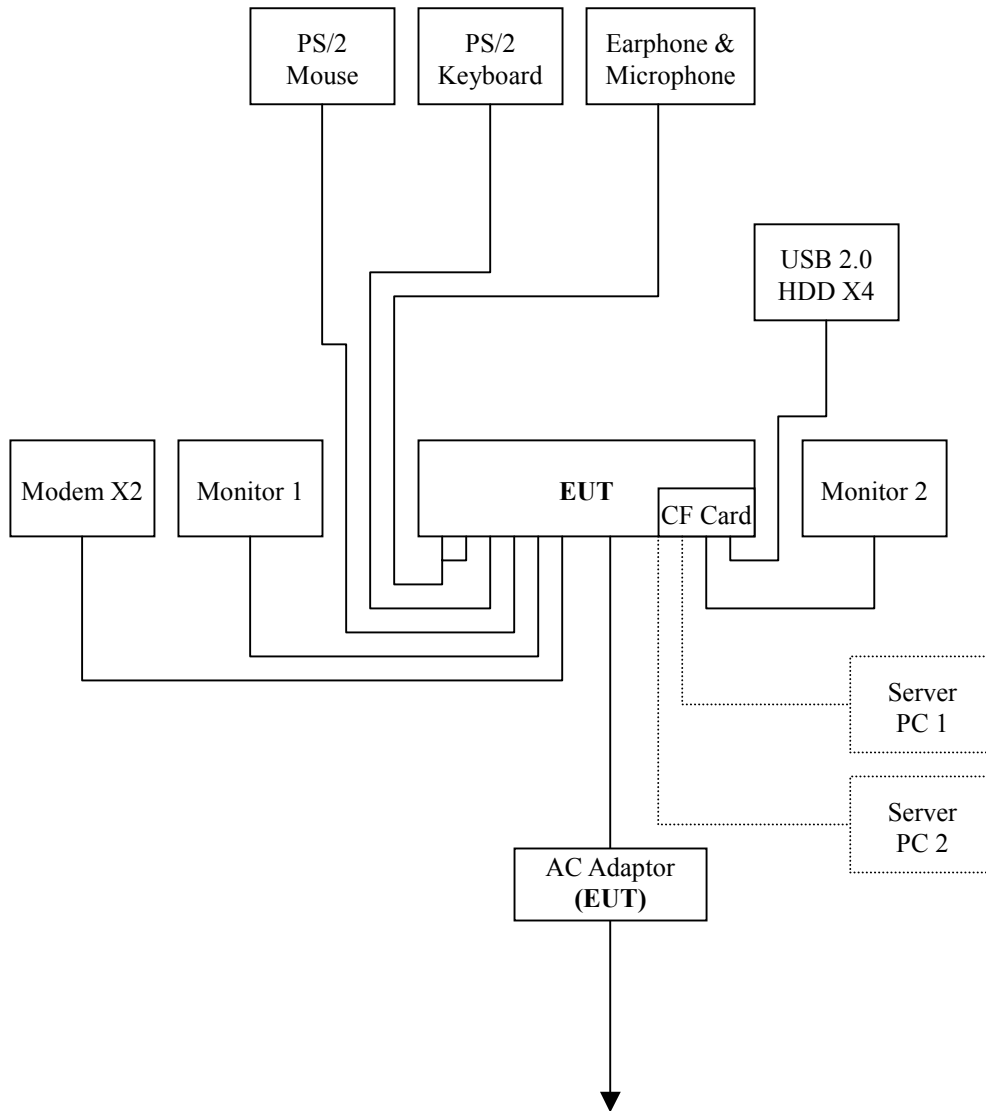 PS/2
Mouse
PS/2
Keyboard
Earphone &
Microphone
USB 2.0
HDD X4
Modem X2
Monitor 1
EUT
CF Card
Monitor 2
Server
PC 1
Server
PC 2
AC Adaptor
(EUT)